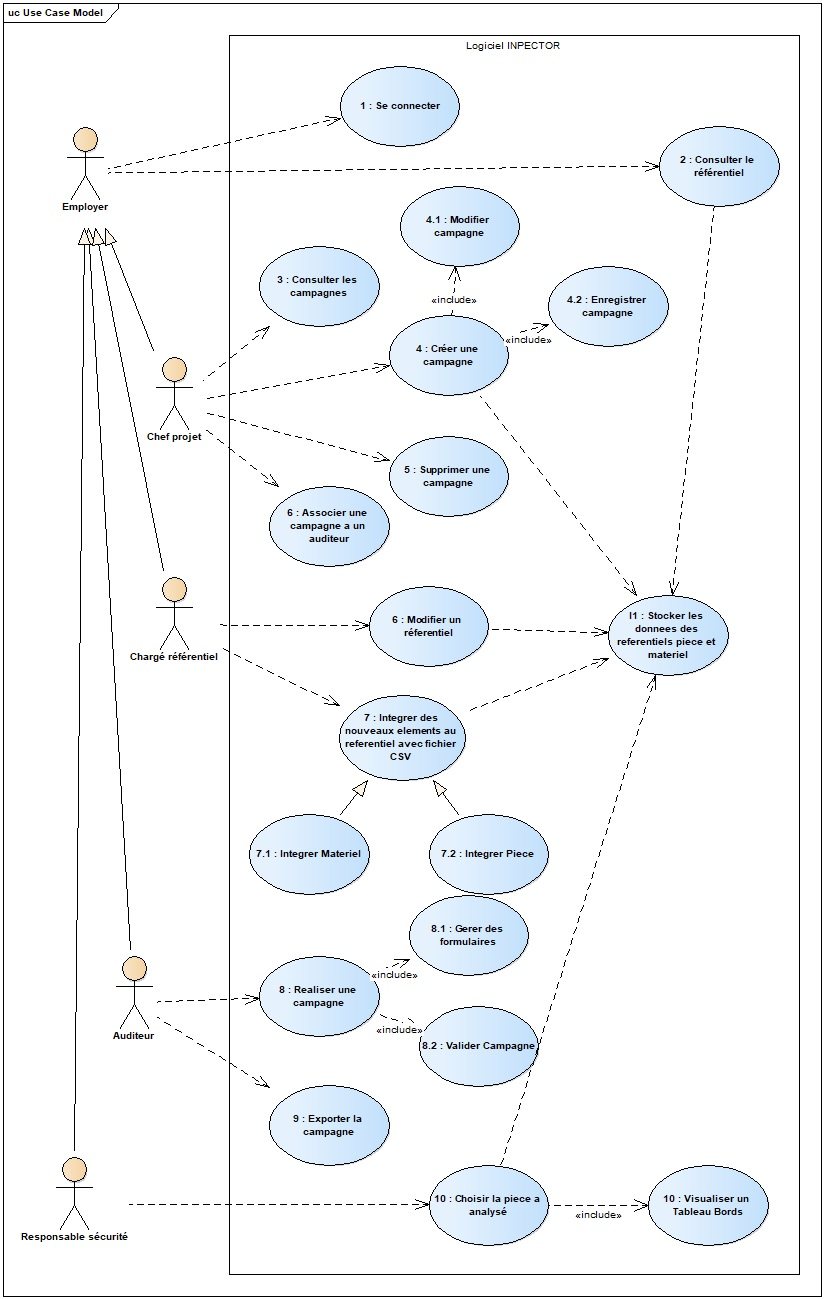 uc Use Case Model
Logiciel INPECTOR
1 : Se connecter
2 : Consulter le
référentiel
Employer
4.1 : Modifier
campagne
3 : Consulter les
campagnes
«include»
4.2 : Enregistrer
campagne
4 : Créer une
campagne
«include»
Chef projet
5 : Supprimer une
campagne
6 : Associer une
campagne a un
auditeur
6 : Modifier un
réferentiel
I1 : Stocker les
donnees des
referentiels piece et
materiel
Chargé référentiel
7 : Integrer des
nouveaux elements au
referentiel avec fichier
CSV
7.1 : Integrer Materiel
7.2 : Integrer Piece
8.1 : Gerer des
formulaires
8 : Realiser une
campagne
«include»
«include»
Auditeur
8.2 : Valider Campagne
9 : Exporter la
campagne
10 : Choisir la piece a
analysé
«include»
10 : Visualiser un
Tableau Bords
Responsable sécurité